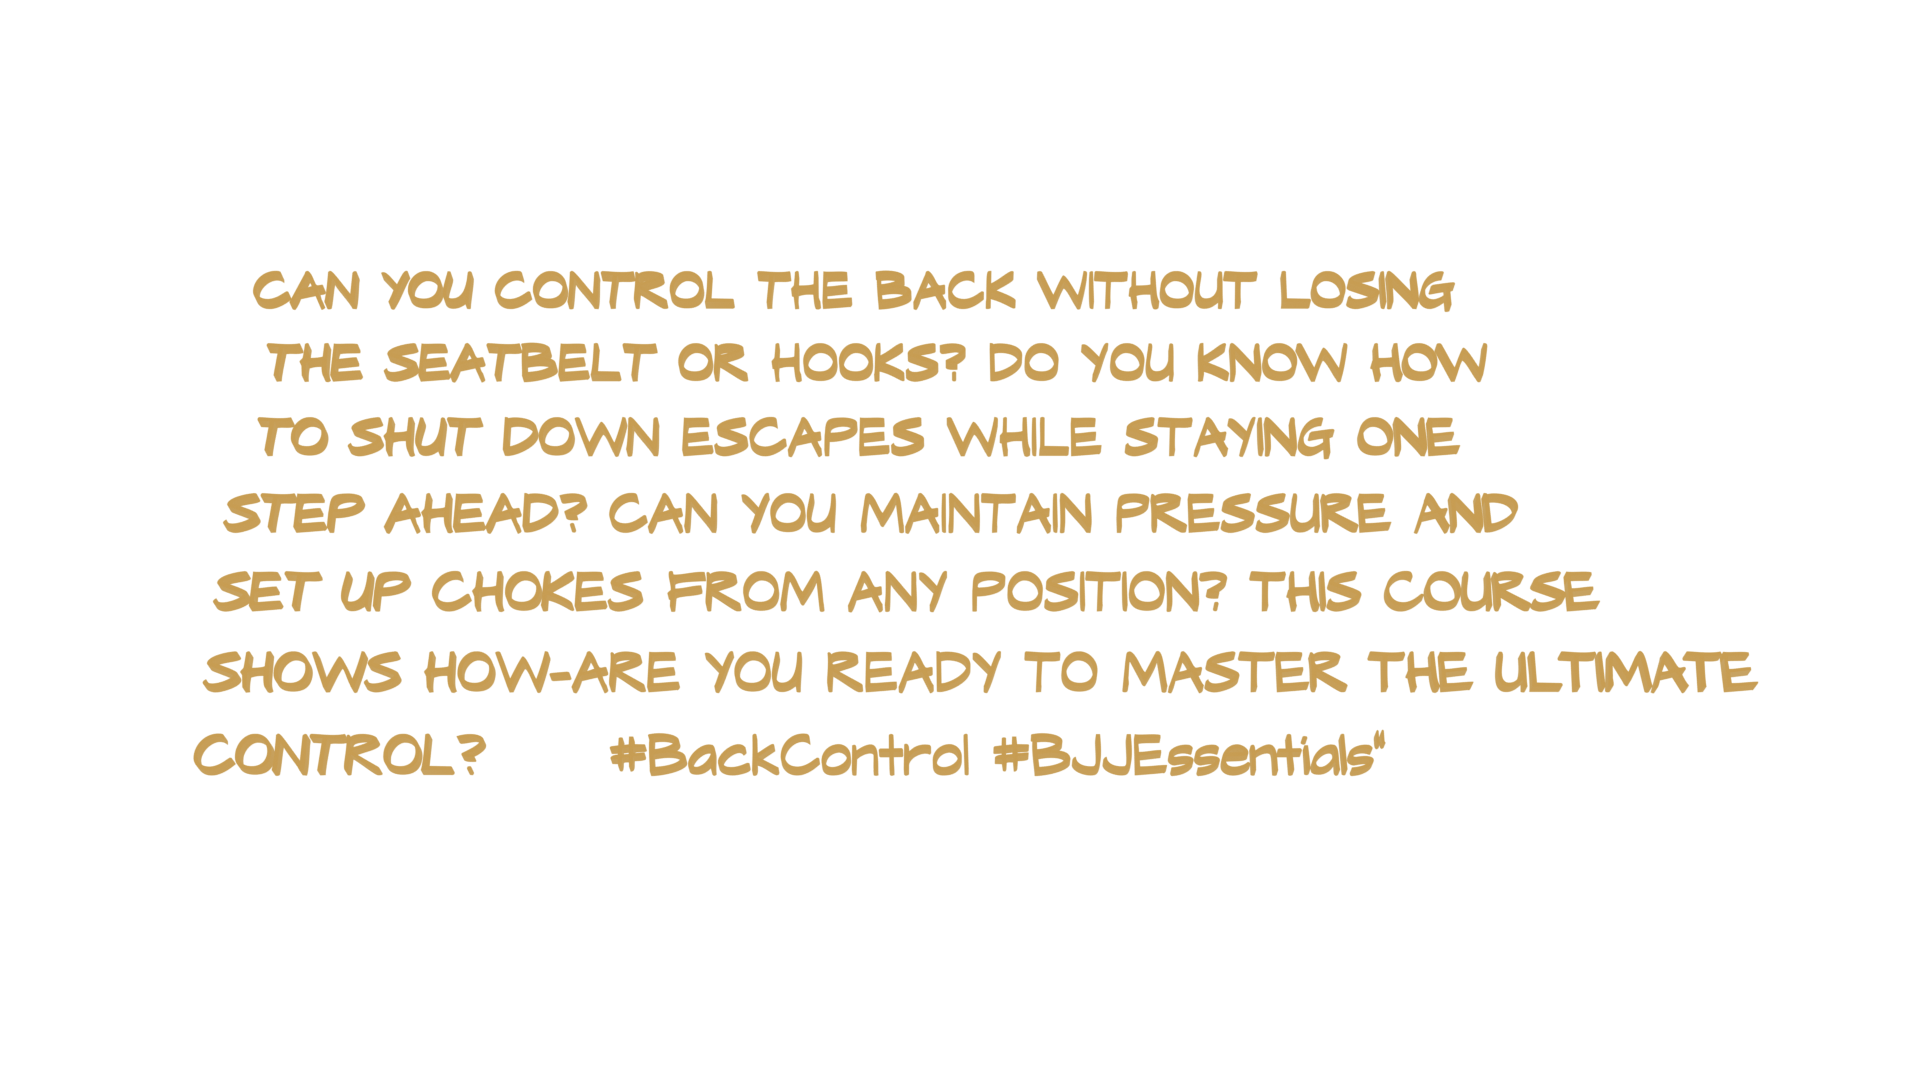 CAN YOU CONTROL THE BACK WITHOUT LOSING
THE SEATBELT OR HOOKS? DO YOU KNOW HOW
TO SHUT DOWN ESCAPES WHILE STAYING ONE
STEP AHEAD? CAN YOU MAINTAIN PRESSURE AND
SET UP CHOKES FROM ANY POSITION? THIS COURSE
SHOWS HOW-ARE YOU READY TO MASTER THE ULTIMATE
CONTROL? #BackControl #BJJEssentials"